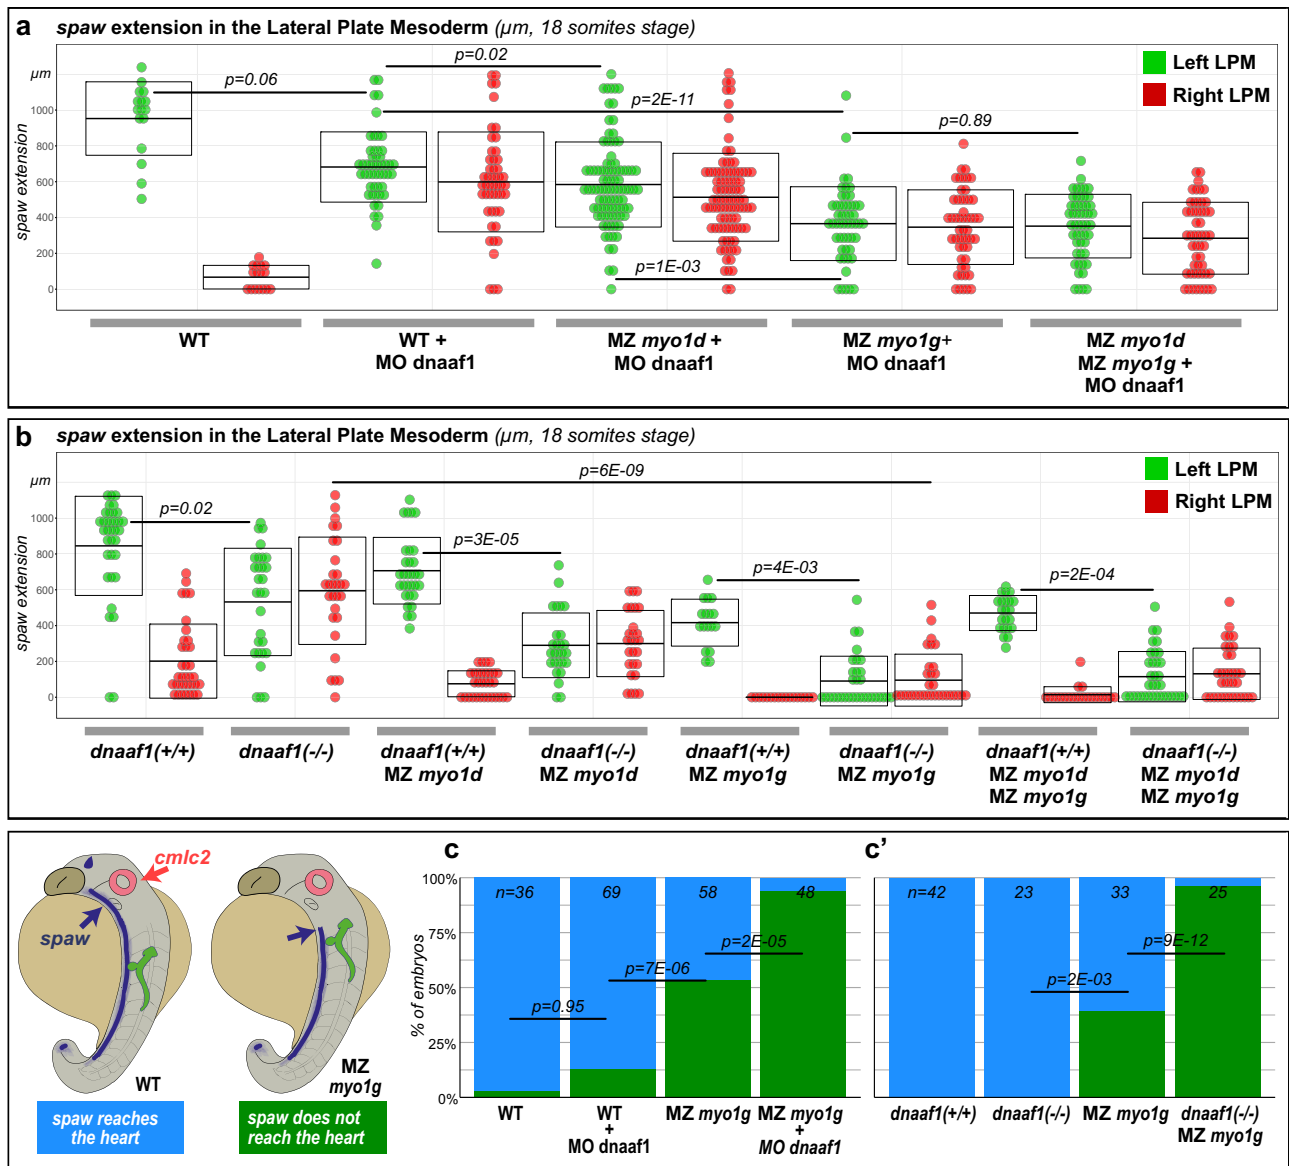 a spaw extension in the Lateral Plate Mesoderm (µm, 18 somites stage)
µm
1000
800
600
400
200
0
spaw extension
p=0.06
p=0.02
p=2E-11
p=0.89
p=1E-03
Left LPM
Right LPM
WT
WT +
MO dnaaf1
MZ myo1d +
MO dnaaf1
MZ myo1g+
MO dnaaf1
MZ myo1d
MZ myo1g +
MO dnaaf1
b spaw extension in the Lateral Plate Mesoderm (µm, 18 somites stage)
µm
1000
800
600
400
200
0
spaw extension
p=0.02
p=6E-09
p=3E-05
p=4E-03
p=2E-04
Left LPM
Right LPM
dnaaf1(+/+)
dnaaf1(-/-)
dnaaf1(+/+)
MZ myo1d
dnaaf1(-/-)
MZ myo1d
dnaaf1(+/+)
MZ myo1g
dnaaf1(-/-)
MZ myo1g
dnaaf1(+/+)
MZ myo1d
MZ myo1g
dnaaf1(-/-)
MZ myo1d
MZ myo1g
cmlc2
spaw
WT
MZ
myo1g
spaw reaches
the heart
spaw does not
reach the heart
c
100%
75%
50%
25%
0%
% of embryos
n=36
69
58
48
p=0.95
p=7E-06
p=2E-05
WT
WT
+
MO dnaaf1
MZ myo1g
MZ myo1g
+
MO dnaaf1
c'
n=42
23
33
25
p=2E-03
p=9E-12
dnaaf1(+/+)
dnaaf1(-/-)
MZ myo1g
dnaaf1(-/-)
MZ myo1g